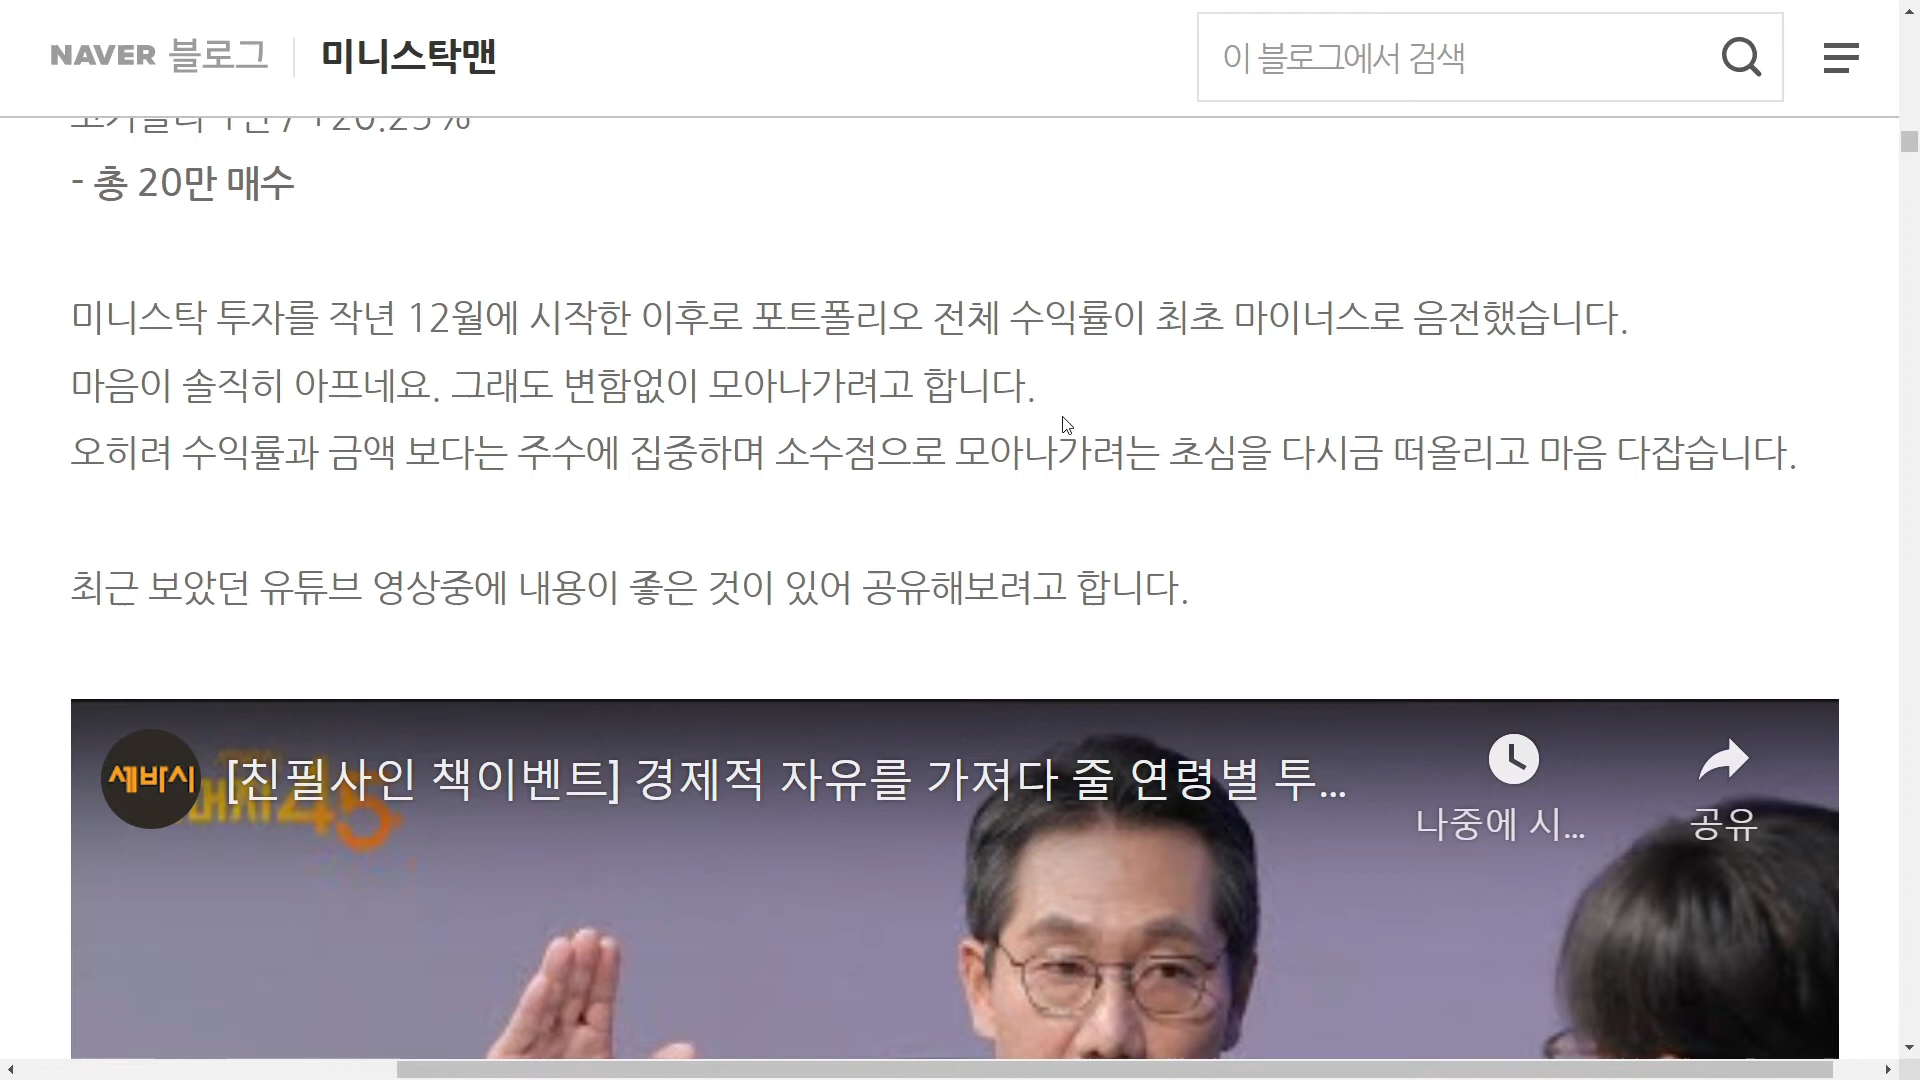 NAVER 블로그 미니스탁맨
이 블로그에서 검색
- 총 20만 매수
미니스탁 투자를 작년 12월에 시작한 이후로 포트폴리오 전체 수익률이 최초 마이너스로 음전했습니다.
마음이 솔직히 아프네요. 그래도 변함없이 모아나가려고 합니다.
오히려 수익률과 금액 보다는 주수에 집중하며 소수점으로 모아나가려는 초심을 다시금 떠올리고 마음 다잡습니다.
최근 보았던 유튜브 영상중에 내용이 좋은 것이 있어 공유해보려고 합니다.
세바시 [친필사인 책이벤트] 경제적 자유를 가져다 줄 연령별 투...
나중에 시...
공유